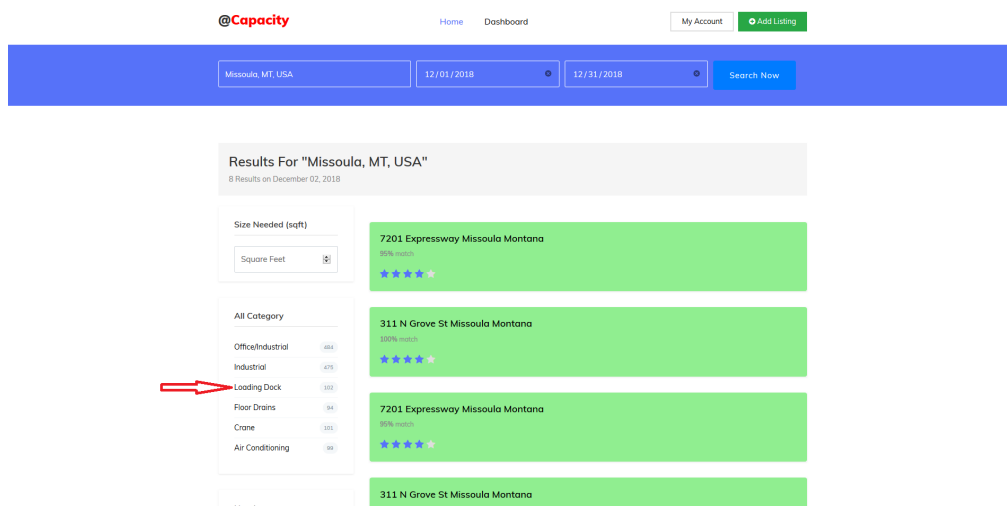 @Capacity
Home Dashboard
My Account
Add Listing
Missoula, MT, USA
12/01/2018
12/31/2018
Search Now
Results For "Missoula, MT, USA"
8 Results on December 02, 2018
Size Needed (sqft)
Square Feet
All Category
Office/Industrial 484
Industrial 475
Loading Dock 102
Floor Drains 94
Crane 101
Air Conditioning 99
7201 Expressway Missoula Montana
95% match
311 N Grove St Missoula Montana
100% match
7201 Expressway Missoula Montana
95% match
311 N Grove St Missoula Montana